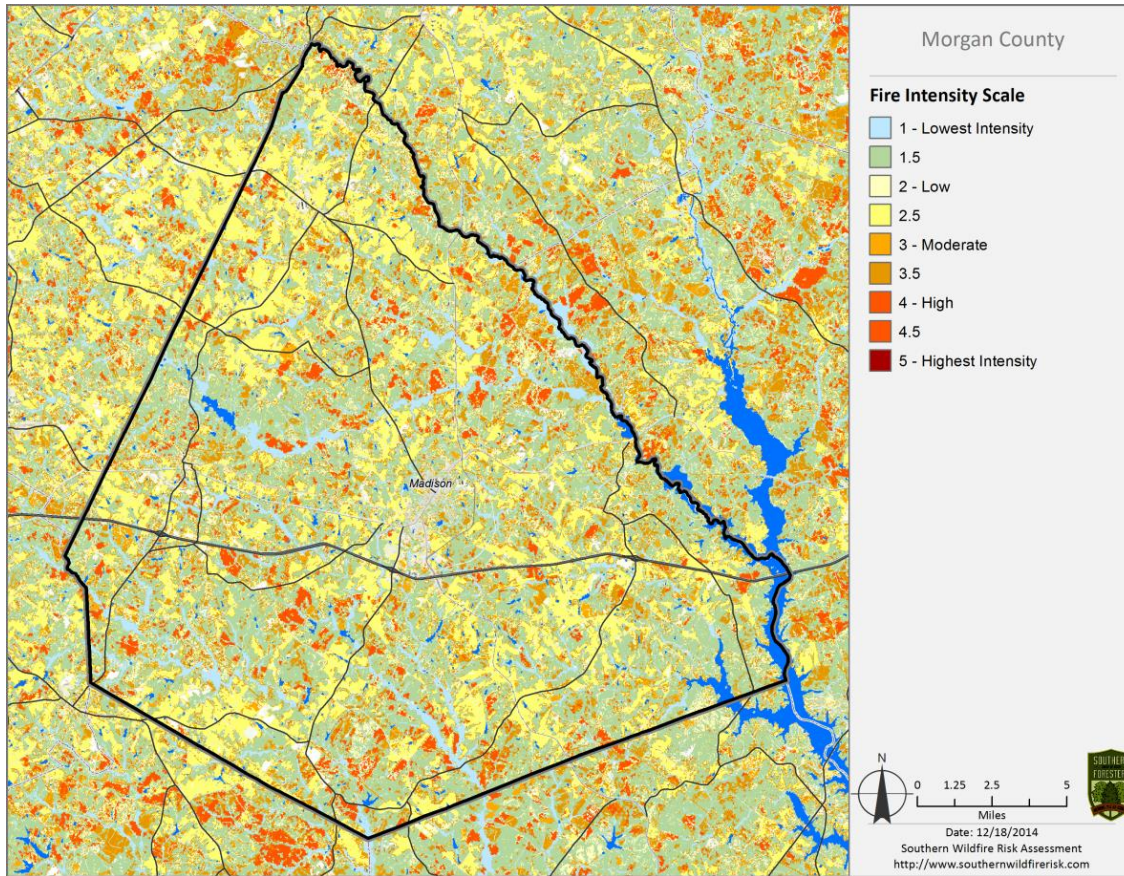 Morgan County
Fire Intensity Scale
1 - Lowest Intensity
1.5
2 - Low
2.5
3 - Moderate
3.5
4 - High
4.5
5 - Highest Intensity
Madison
N
0 1.25 2.5 5
Miles
Date: 12/18/2014
Southern Wildfire Risk Assessment
http://www.southernwildfirerisk.com
SOUTHERN
FORESTER